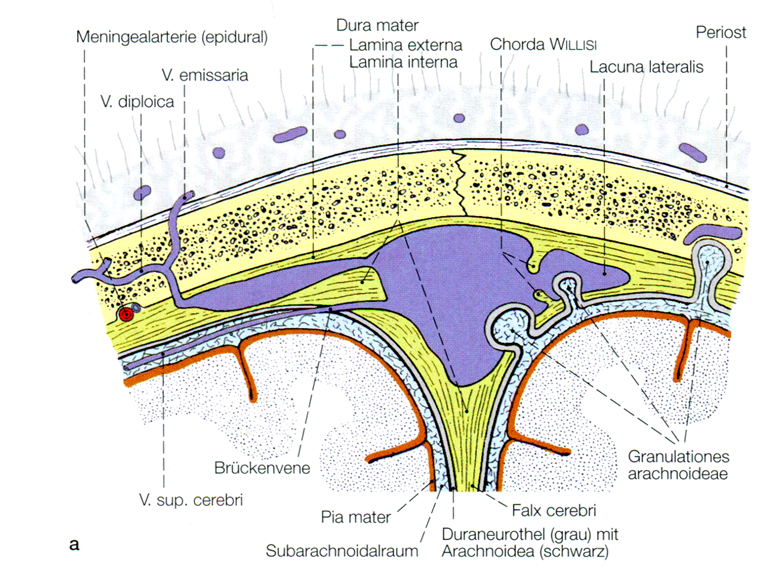 Meningealarterie (epidural)
V. emissaria
V. diploica
Dura mater
Lamina externa
Lamina interna
Chorda WILLISI
Lacuna lateralis
Periost
Brückenvene
V. sup. cerebri
Pia mater
Subarachnoidalraum
Falx cerebri
Duraneurothel (grau) mit
Arachnoidea (schwarz)
Granulationes
arachnoideae
a